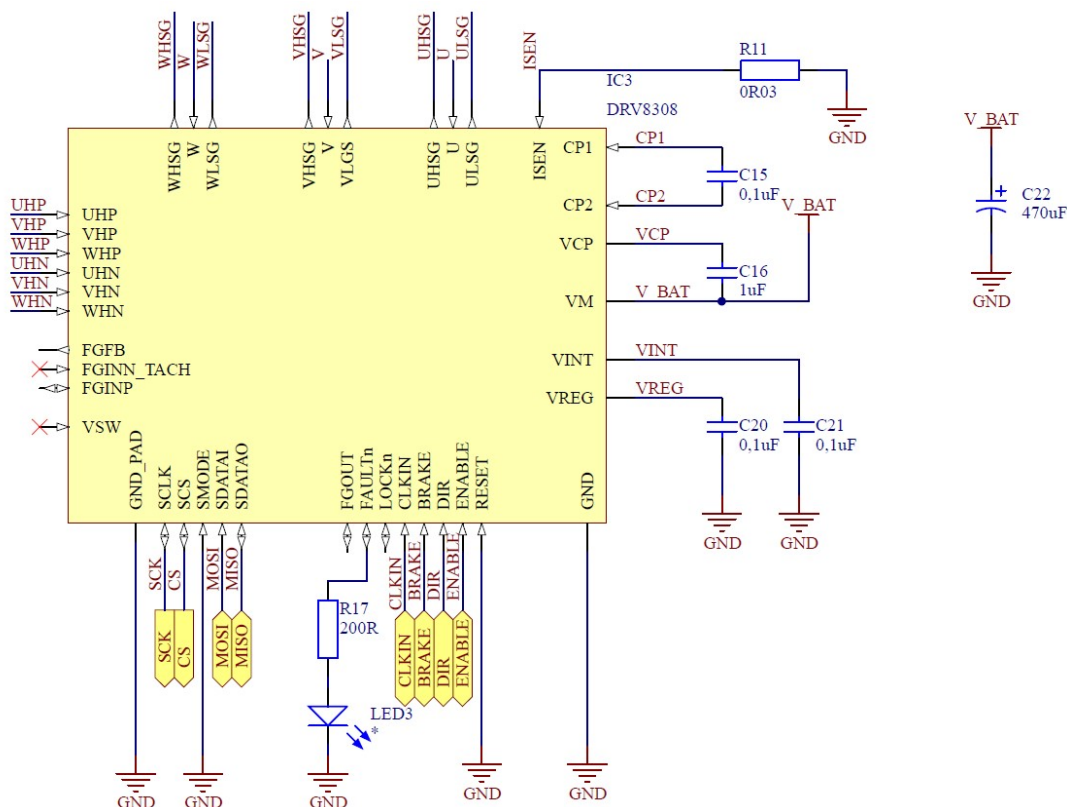 WHSG
W
WLSG
VHSG
V
VLSG
UHSG
U
ULSG
ISEN
R11
0R03
GND
IC3
DRV8308
WHSG
W
WLSG
VHSG
V
VLGS
UHSG
U
ULSG
ISEN
CP1
CP1
C15
0,1uF
CP2
CP2
V_BAT
V_BAT
C22
470uF
GND
UHP
UHP
VHP
VHP
WHP
WHP
UHN
UHN
VHN
VHN
WHN
WHN
VCP
VCP
C16
1uF
VM
V_BAT
FGFB
FGINN_TACH
FGINP
VSW
VINT
VINT
VREG
VREG
C20
0,1uF
C21
0,1uF
GND
GND
GND_PAD
SCLK
SCS
SMODE
SDATAI
SDATAO
FGOUT
FAULTn
LOCKn
CLKIN
BRAKE
DIR
ENABLE
RESET
GND
SCK
CS
MOSI
MISO
CLKIN
BRAKE
DIR
ENABLE
R17
200R
SCK
CS
MOSI
MISO
CLKIN
BRAKE
DIR
ENABLE
LED3
*
GND
GND
GND
GND
GND